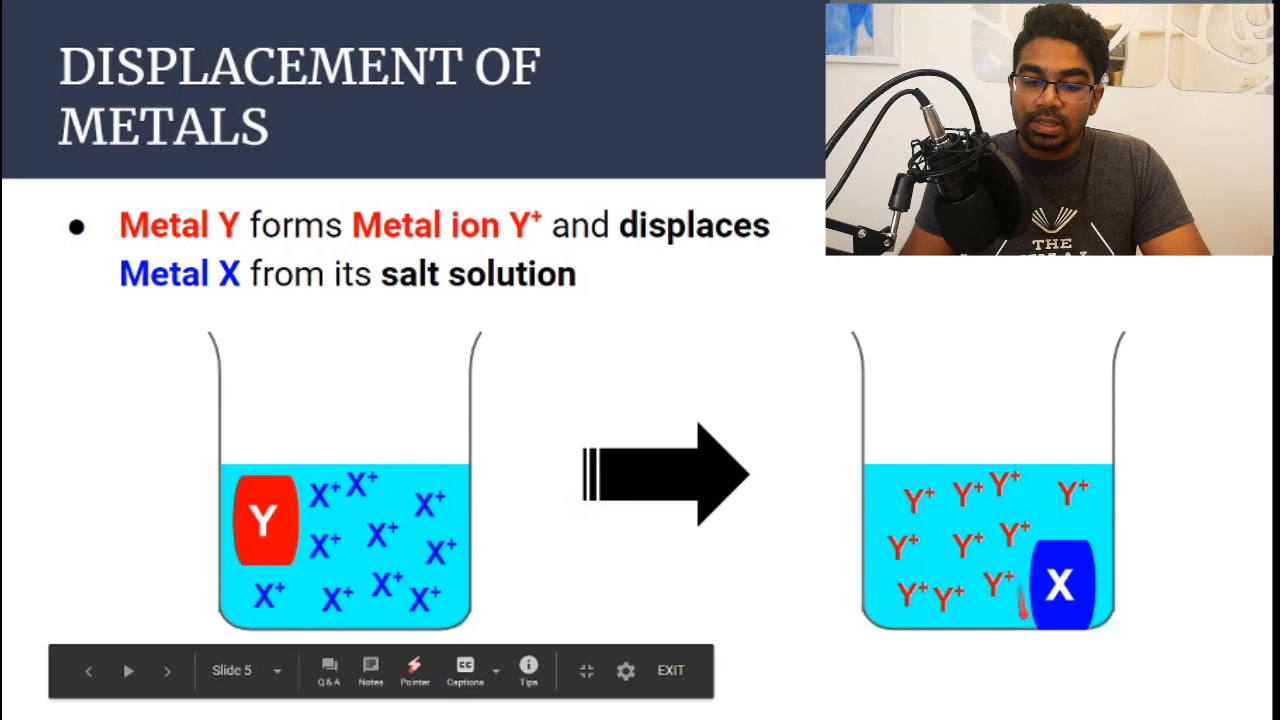 DISPLACEMENT OF
METALS
THE
● Metal Y forms Metal ion Y⁺ and displaces
Metal X from its salt solution
X⁺ X⁺ X⁺
Y
X⁺ X⁺ X⁺
X⁺ X⁺ X⁺ X⁺
Y⁺ Y⁺ Y⁺ Y⁺
Y⁺ Y⁺ Y⁺
Y⁺ Y⁺ Y⁺
X
Slide 5
Q&A Notes Pointer CC Captions Tips EXIT